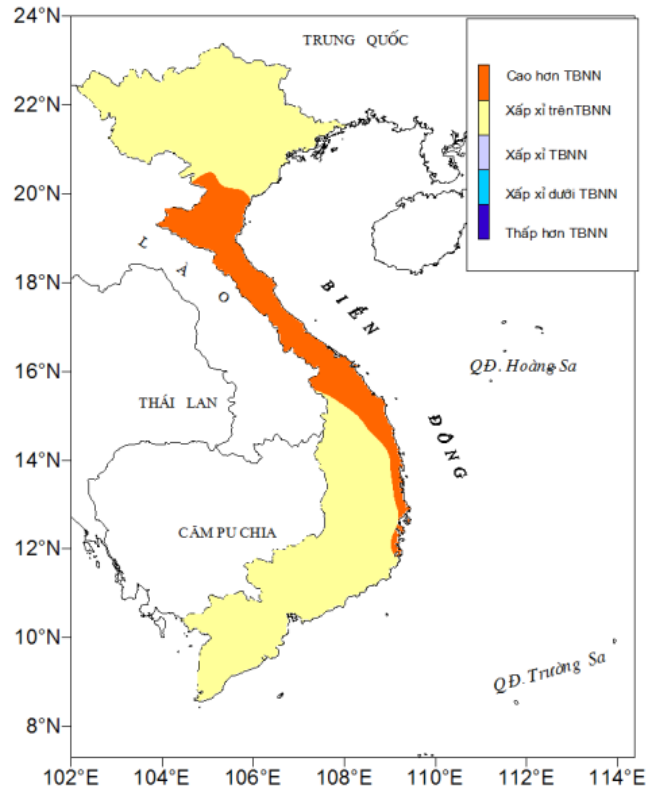 24°N
22°N
20°N
18°N
16°N
14°N
12°N
10°N
8°N
102°E 104°E 106°E 108°E 110°E 112°E 114°E
TRUNG QUỐC
Cao hơn TBNN
Xấp xỉ trênTBNN
Xấp xỉ TBNN
Xấp xỉ dưới TBNN
Thấp hơn TBNN
LÀO
BIỂN
ĐÔNG
QĐ. Hoàng Sa
THÁI LAN
CĂM PU CHIA
QĐ. Trường Sa